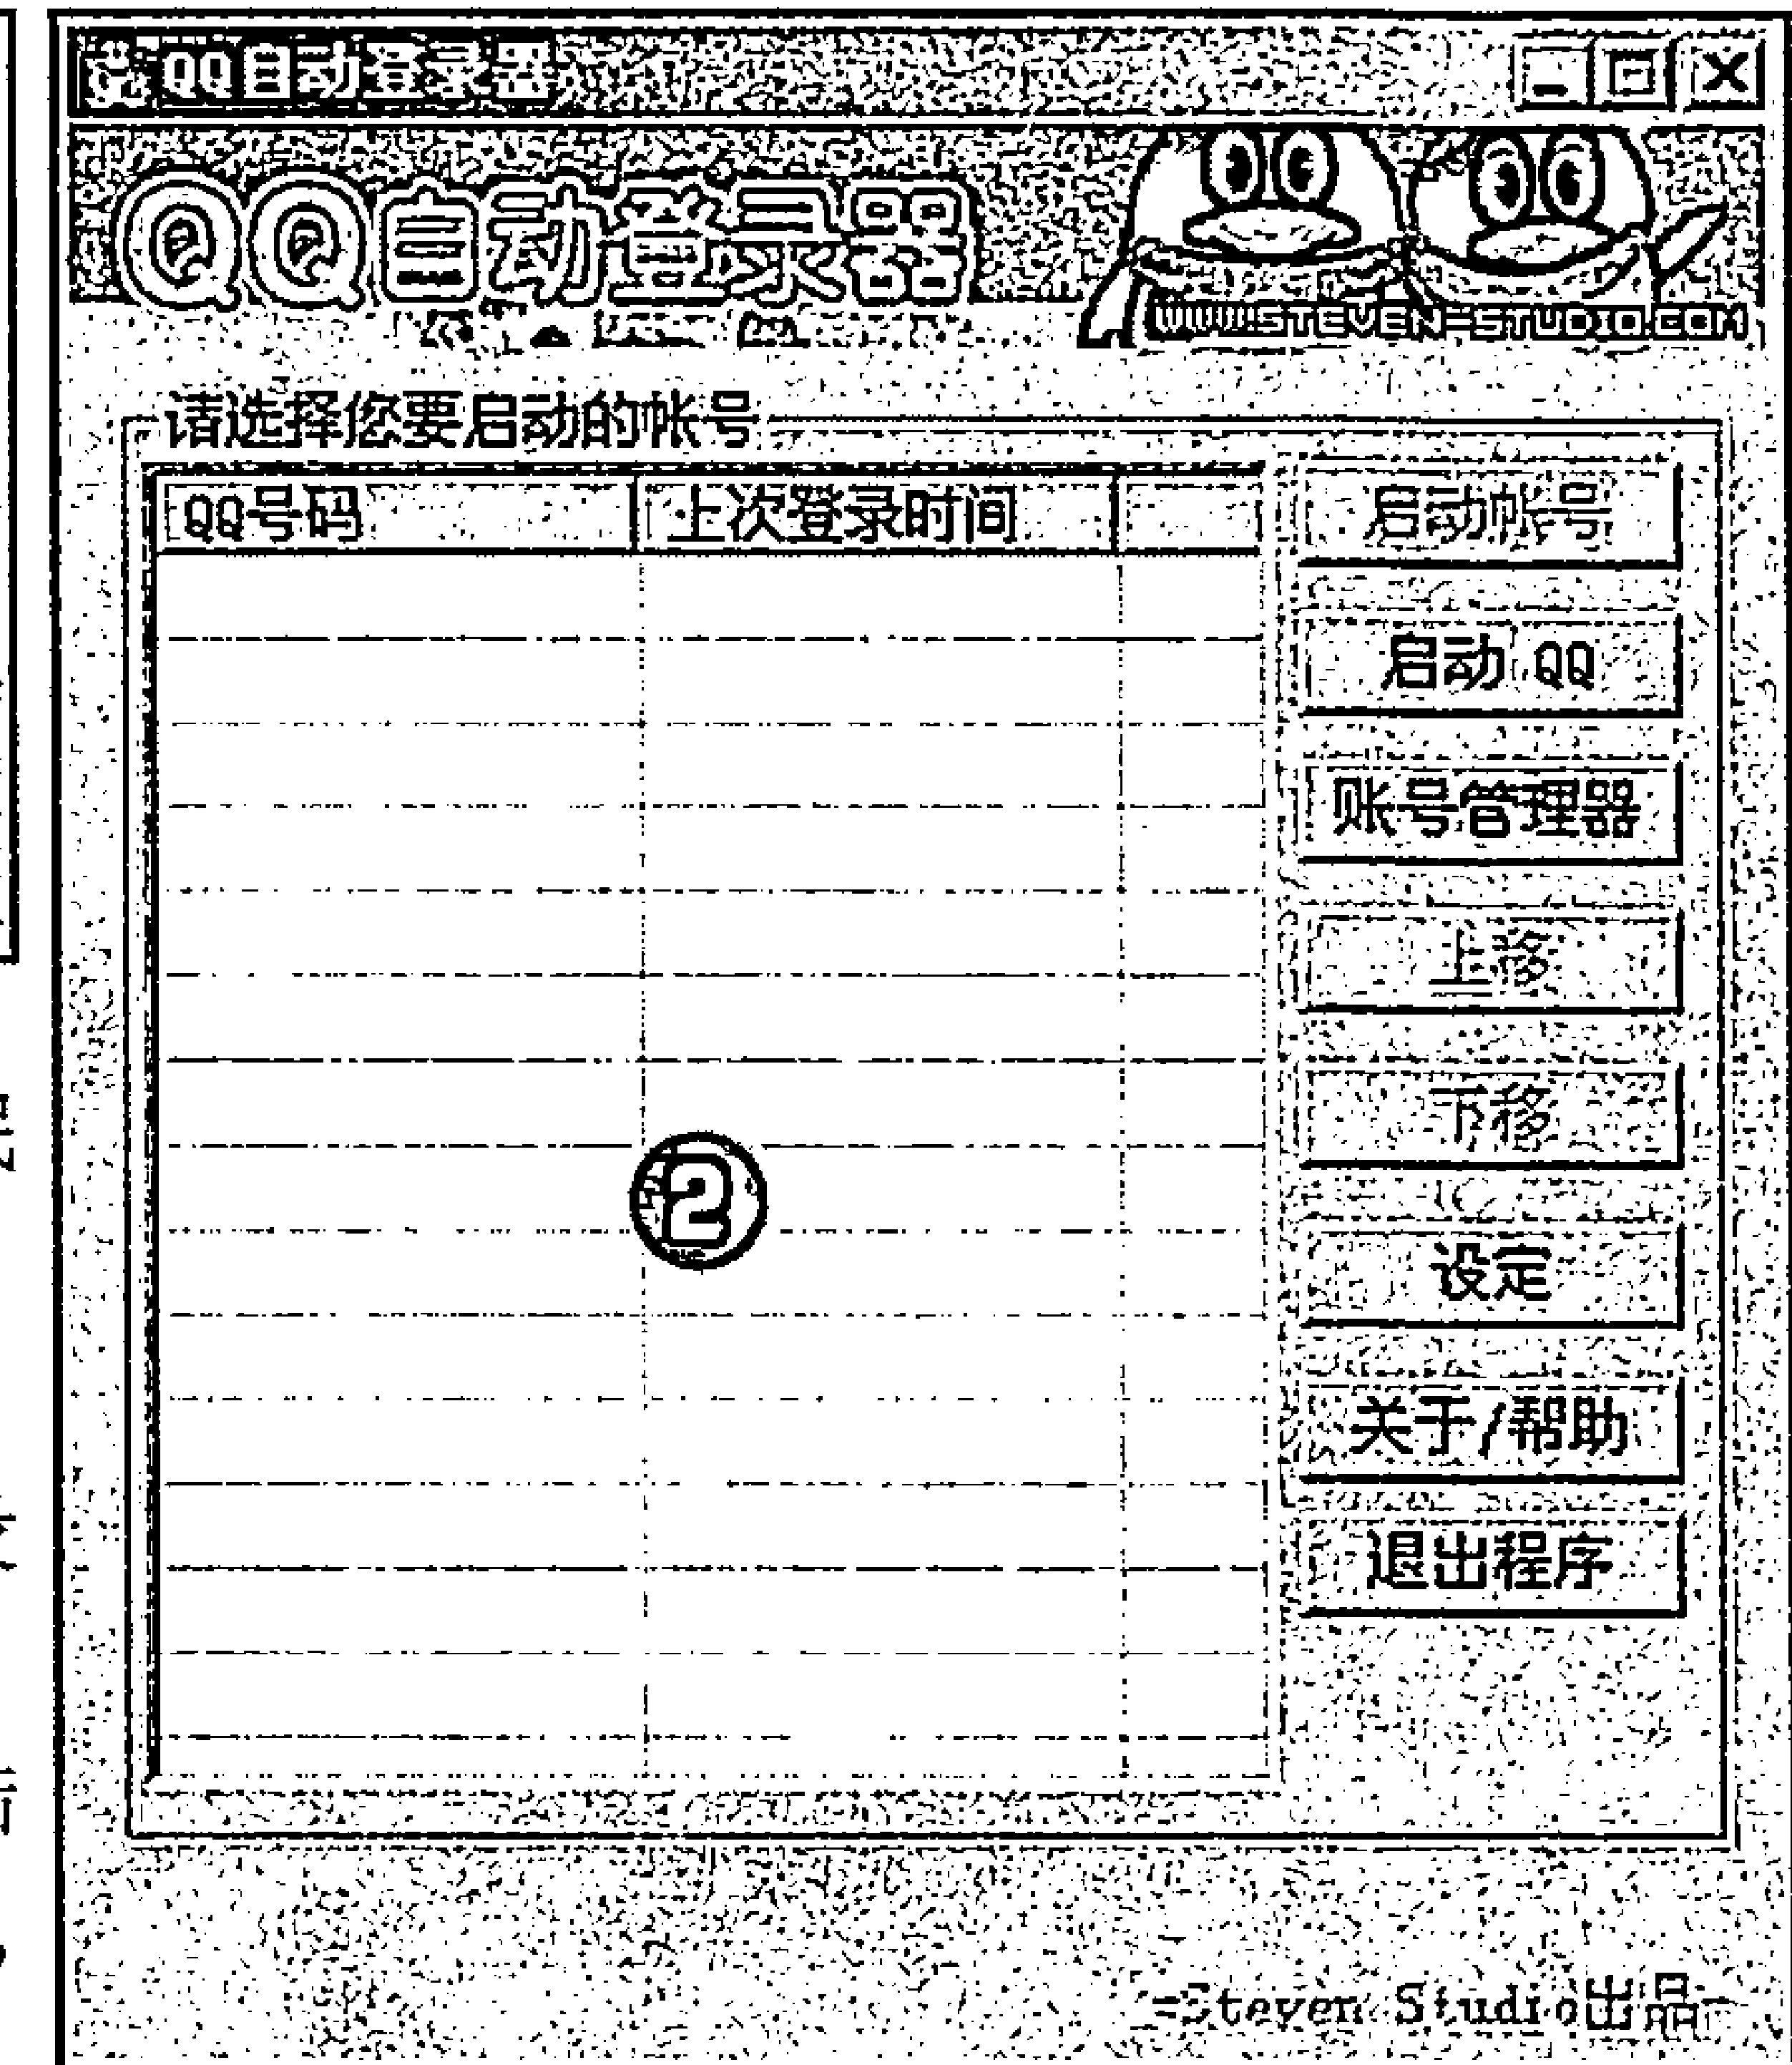 QQ自动登录器
QQ自动登录器
WWW.STEVEN-STUDIO.COM
请选择您要启动的帐号
QQ号码 上次登录时间
启动帐号
启动 QQ
账号管理器
上移
下移
2
设定
关于/帮助
退出程序
=Steven Studio出品=